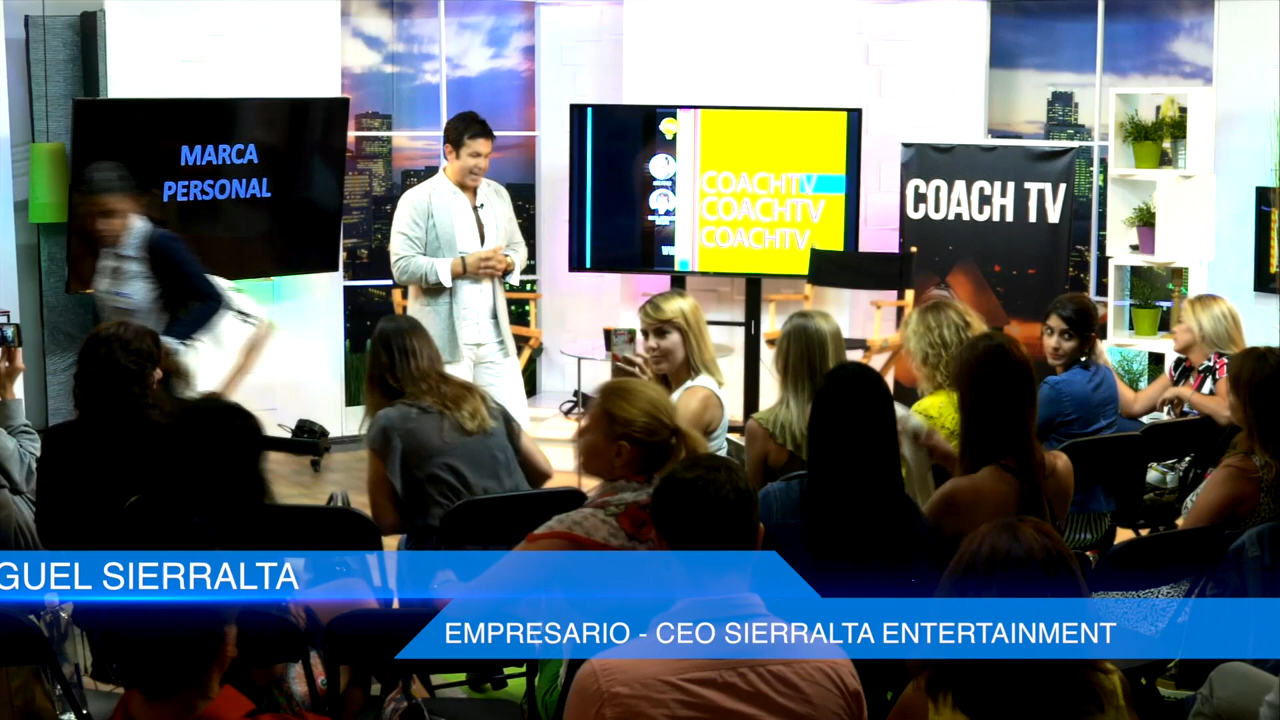 MARCA
PERSONAL
COACHTV
COACHTV
COACHTV
COACH TV
GUEL SIERRALTA
EMPRESARIO - CEO SIERRALTA ENTERTAINMENT